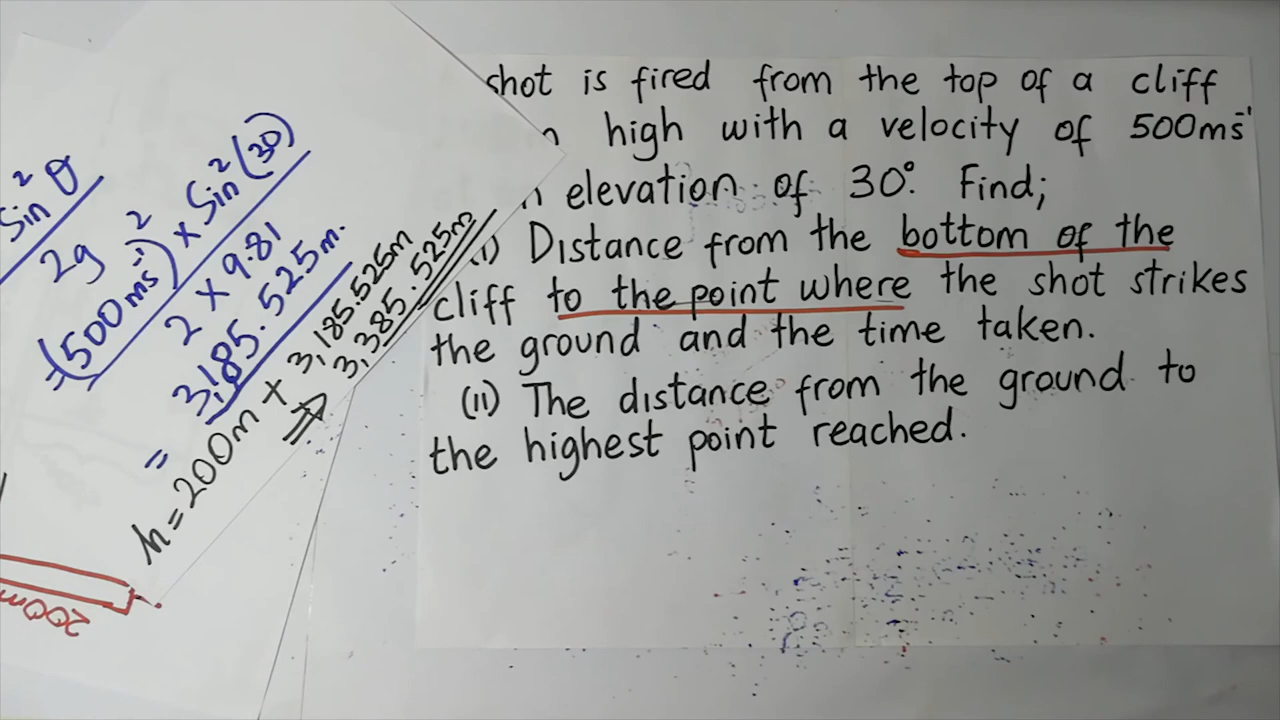 shot is fired from the top of a cliff
high with a velocity of 500ms⁻¹
elevation of 30°. Find;
(i) Distance from the bottom of the
cliff to the point where the shot strikes
the ground and the time taken.
(ii) The distance from the ground to
the highest point reached.
sin²θ
2g
= (500ms⁻¹)² × Sin²(30)
2 × 9.81
= 3,185.525m.
h = 200m + 3,185.525m
⇒ 3,385.525m
200m